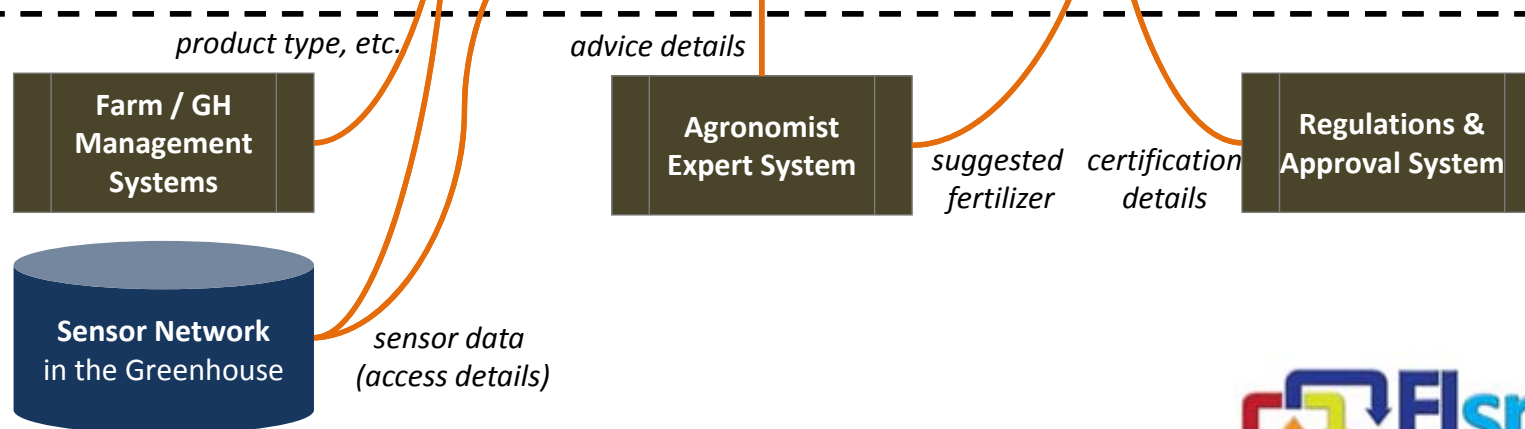 product type, etc.
advice details
Farm / GH
Management
Systems
Agronomist
Expert System
suggested
fertilizer
certification
details
Regulations &
Approval System
Sensor Network
in the Greenhouse
sensor data
(access details)